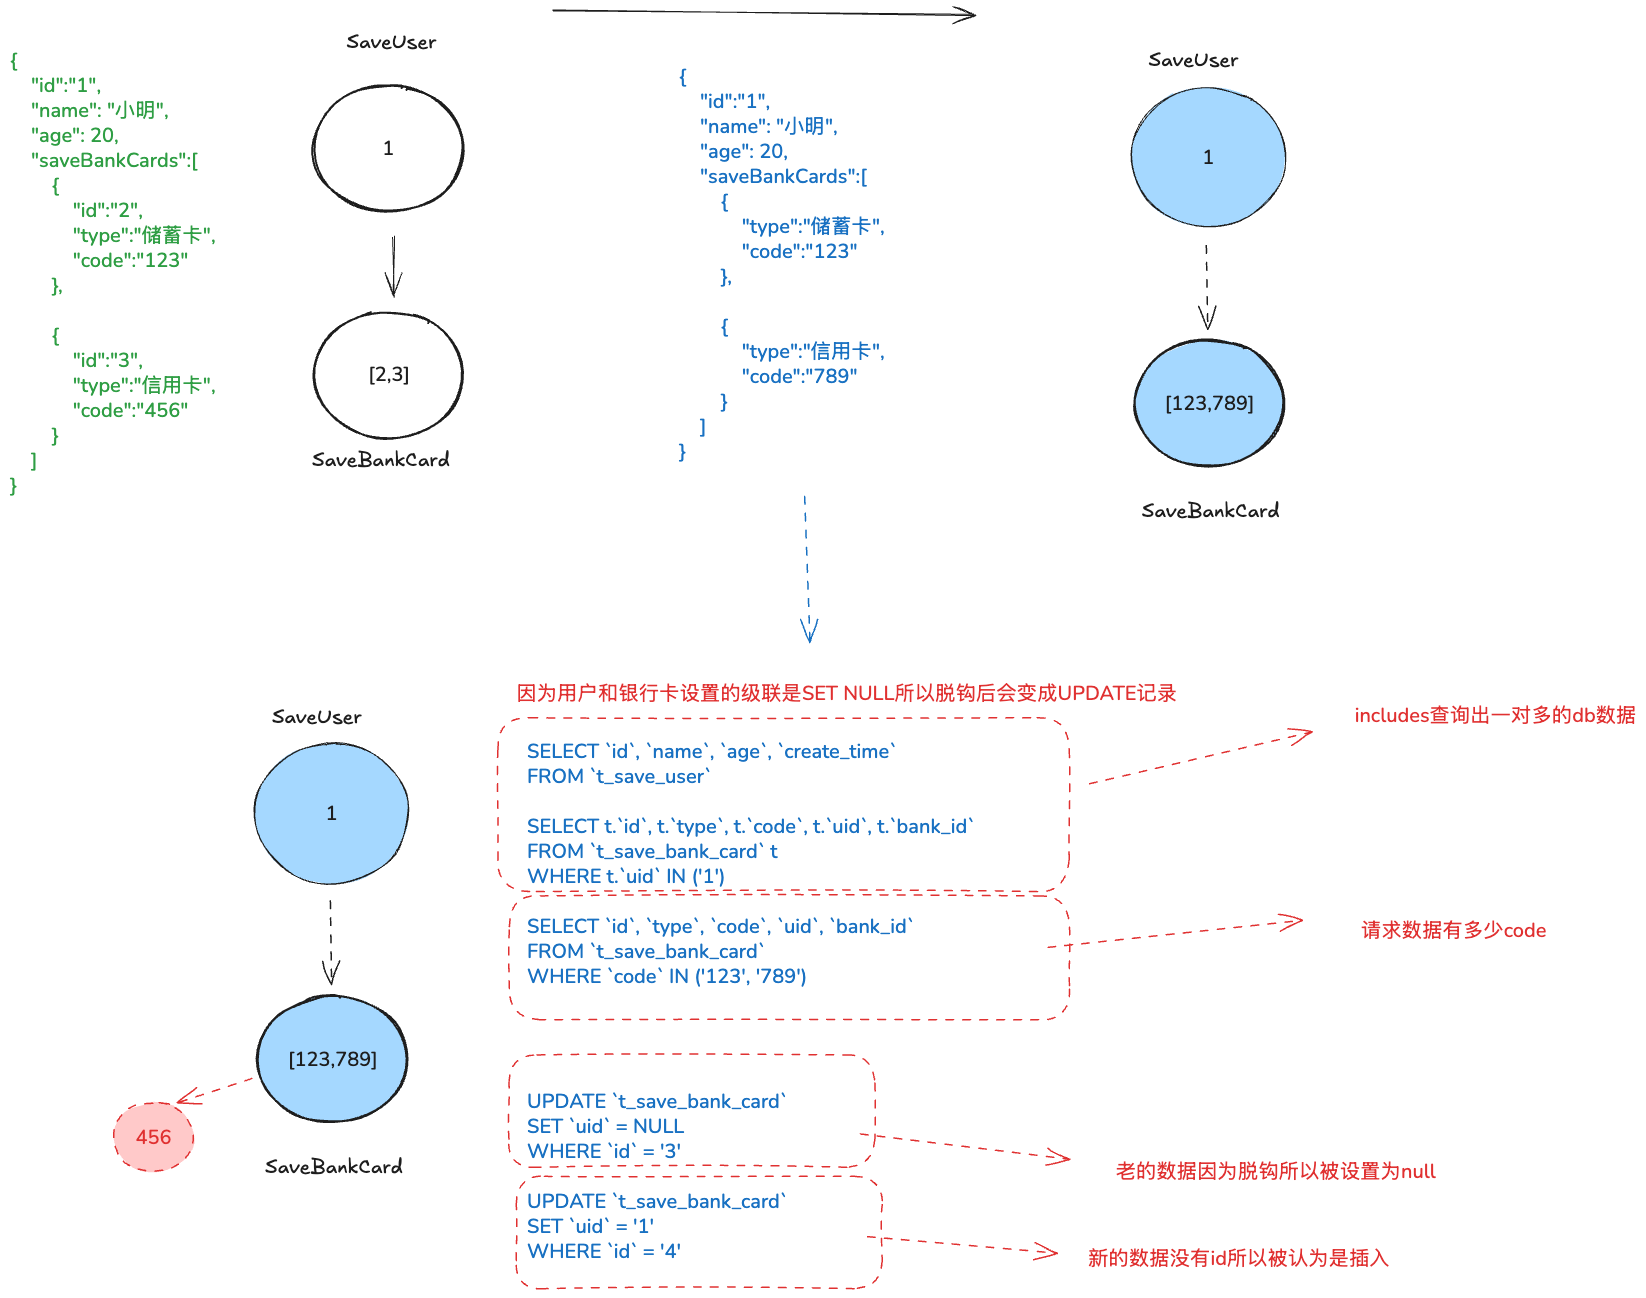 SaveUser
{
"id":"1",
"name": "小明",
"age": 20,
"saveBankCards":[
{
"id":"2",
"type":"储蓄卡",
"code":"123"
},
{
"id":"3",
"type":"信用卡",
"code":"456"
}
]
}
1
[2,3]
SaveBankCard
{
"id":"1",
"name": "小明",
"age": 20,
"saveBankCards":[
{
"type":"储蓄卡",
"code":"123"
},
{
"type":"信用卡",
"code":"789"
}
]
}
SaveUser
1
[123,789]
SaveBankCard
因为用户和银行卡设置的级联是SET NULL所以脱钩后会变成UPDATE记录
SaveUser
1
[123,789]
456
SaveBankCard
SELECT `id`, `name`, `age`, `create_time`
FROM `t_save_user`
SELECT t.`id`, t.`type`, t.`code`, t.`uid`, t.`bank_id`
FROM `t_save_bank_card` t
WHERE t.`uid` IN ('1')
includes查询出一对多的db数据
SELECT `id`, `type`, `code`, `uid`, `bank_id`
FROM `t_save_bank_card`
WHERE `code` IN ('123', '789')
请求数据有多少code
UPDATE `t_save_bank_card`
SET `uid` = NULL
WHERE `id` = '3'
老的数据因为脱钩所以被设置为null
UPDATE `t_save_bank_card`
SET `uid` = '1'
WHERE `id` = '4'
新的数据没有id所以被认为是插入